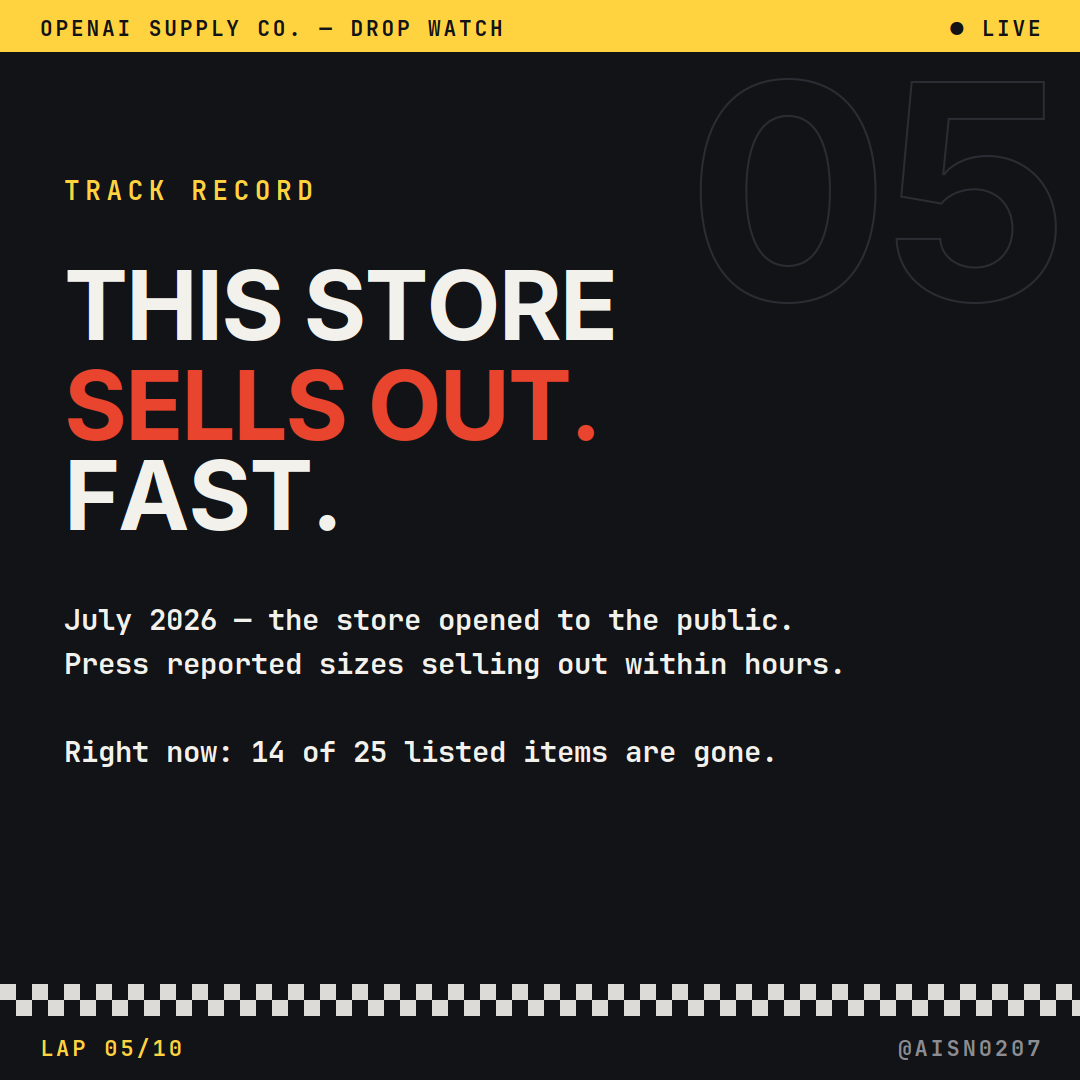 OPENAI SUPPLY CO. — DROP WATCH
● LIVE
05
TRACK RECORD
THIS STORE
SELLS OUT.
FAST.
July 2026 — the store opened to the public.
Press reported sizes selling out within hours.
Right now: 14 of 25 listed items are gone.
LAP 05/10
@AISN0207